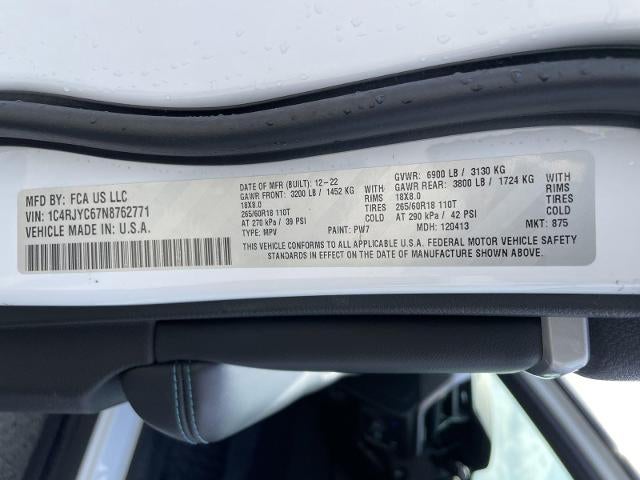 MFD BY: FCA US LLC
VIN: 1C4RJYC67N8762771
VEHICLE MADE IN U.S.A.
DATE OF MFR (BUILT): 12-22
GAWR FRONT: 3200 LB / 1452 KG
18X8.0
265/60R18 110T
AT 270 kPa / 39 PSI
TYPE: MPV
WITH
RIMS
TIRES
COLD
PAINT: PW7
GVWR: 6900 LB / 3130 KG
GAWR REAR: 3800 LB / 1724 KG
18X8.0
265/60R18 110T
AT 290 kPa / 42 PSI
MDH: 120413
WITH
RIMS
TIRES
COLD
MKT: 875
CONFORMS TO ALL APPLICABLE U.S.A. FEDERAL MOTOR VEHICLE SAFETY
STANDARDS IN EFFECT ON THE DATE OF MANUFACTURE SHOWN ABOVE.